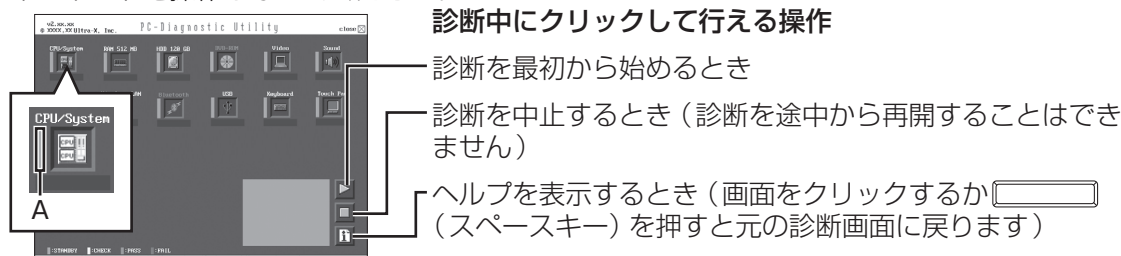 診断中にクリックして行える操作
v2.xx.xx
© XXXX,XX Ultra-X, Inc.
PC-Diagnostic Utility
close
CPU/System
RAM 512 MB
HDD 120 GB
DVD-ROM
Video
Sound
診断を最初から始めるとき
AN
Bluetooth
USB
Keyboard
Touch Pa
診断を中止するとき（診断を途中から再開することはでき
ません）
CPU/System
CPU
CPU
A
ヘルプを表示するとき（画面をクリックするか
（スペースキー）を押すと元の診断画面に戻ります）
:STANDBY :CHECK :PASS :FAIL